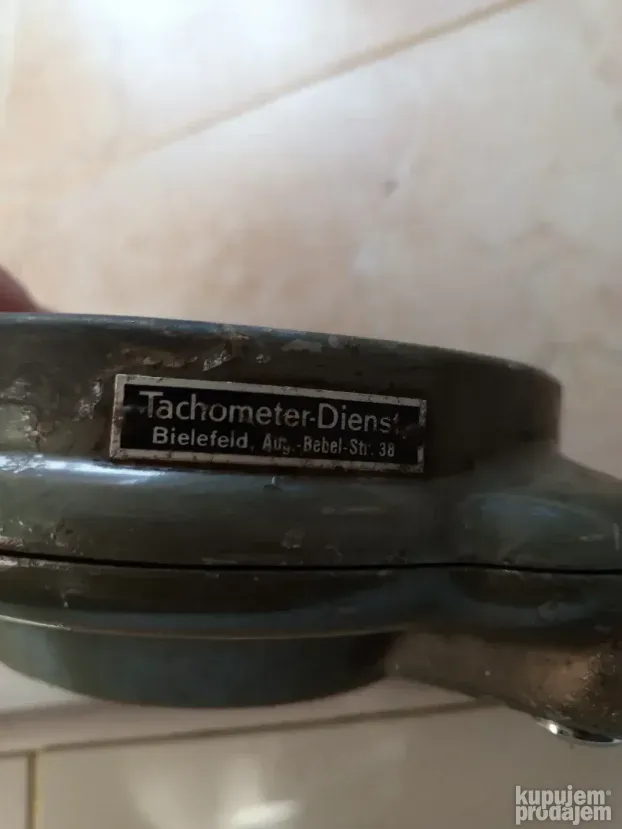 Tachometer-Dienst
Bielefeld, Aug.-Bebel-Str. 38
kupujem
prodajem